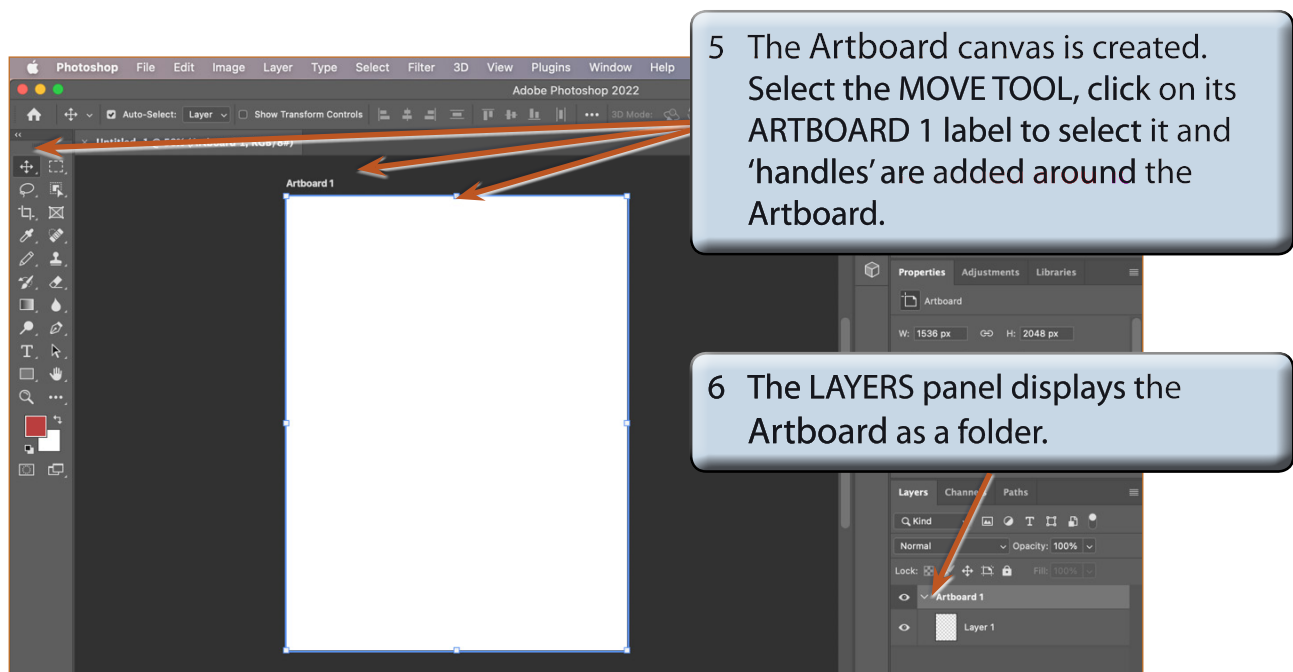 5 The Artboard canvas is created.
Select the MOVE TOOL, click on its
ARTBOARD 1 label to select it and
‘handles’ are added around the
Artboard.
Photoshop File Edit Image Layer Type Select Filter 3D View Plugins Window Help
Adobe Photoshop 2022
Auto-Select: Layer Show Transform Controls 3D Mode:
Artboard 1
Properties Adjustments Libraries
Artboard
W: 1536 px H: 2048 px
6 The LAYERS panel displays the
Artboard as a folder.
Layers Channels Paths
Kind
Normal Opacity: 100%
Lock: Fill: 100%
Artboard 1
Layer 1